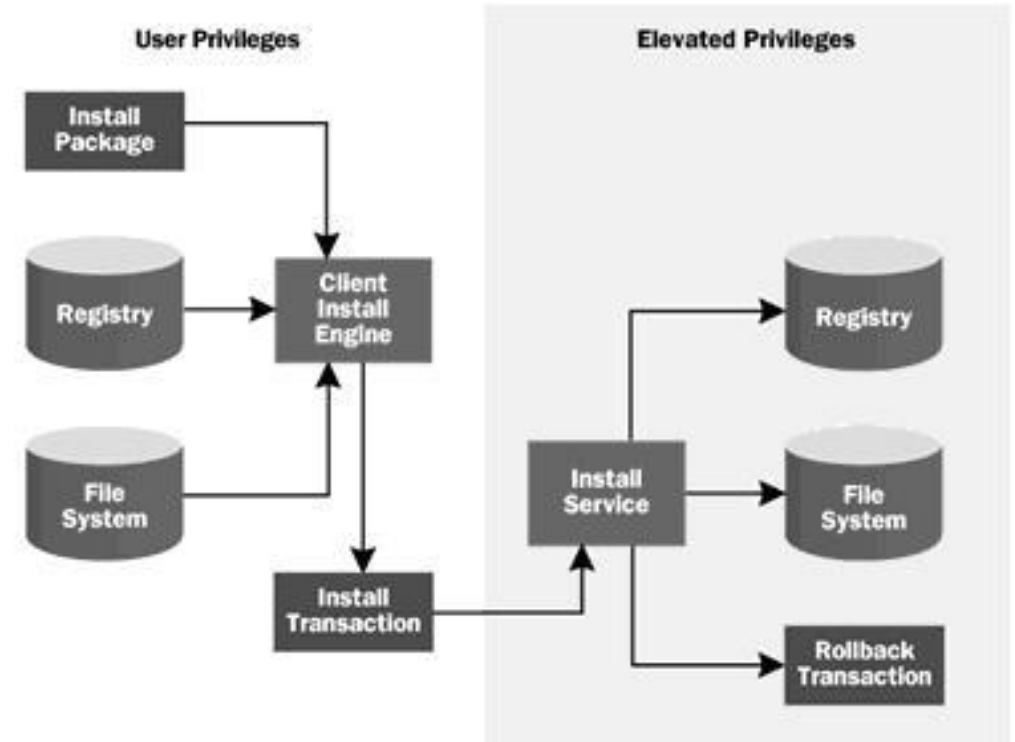 User Privileges
Elevated Privileges
Install
Package
Registry
Client
Install
Engine
Registry
File
System
Install
Service
File
System
Install
Transaction
Rollback
Transaction